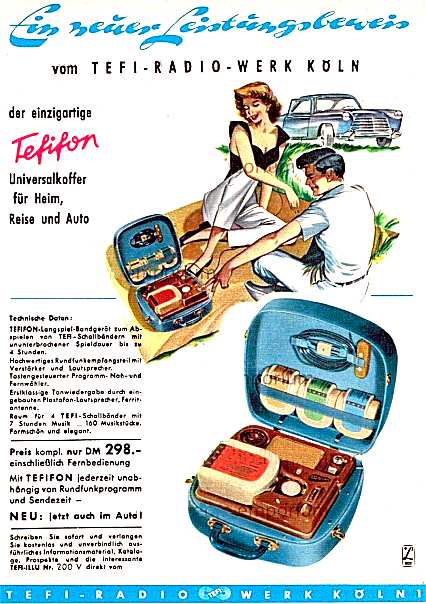 Ein neuer Leistungsbeweis
vom TEFI-RADIO-WERK KÖLN
der einzigartige
Tefifon
Universalkoffer
für Heim,
Reise und Auto
Technische Daten:
TEFIFON-Langspiel-Bandgerät zum Ab-
spielen von TEFI-Schallbändern mit
ununterbrochener Spieldauer bis zu
4 Stunden.
Hochwertiges Rundfunkempfangsteil mit
Verstärker und Lautsprecher.
Tastengesteuerter Programm- Nah- und
Fernwähler.
Erstklassige Tonwiedergabe durch ein-
gebauten Plastofon-Lautsprecher, Ferrit-
antenne.
Raum für 4 TEFI-Schallbänder mit
7 Stunden Musik ... 160 Musikstücke.
Formschön und elegant.
Preis kompl. nur DM 298.-
einschließlich Fernbedienung
Mit TEFIFON jederzeit unab-
hängig von Rundfunkprogramm
und Sendezeit –
NEU: jetzt auch im Auto!
Schreiben Sie sofort und verlangen
Sie kostenlos und unverbindlich aus-
führliches Informationsmaterial, Katalo-
ge, Prospekte und die interessante
TEFI-ILLU Nr. 200 V direkt vom
TEFI-RADIO TEFI WERK KÖLN 1